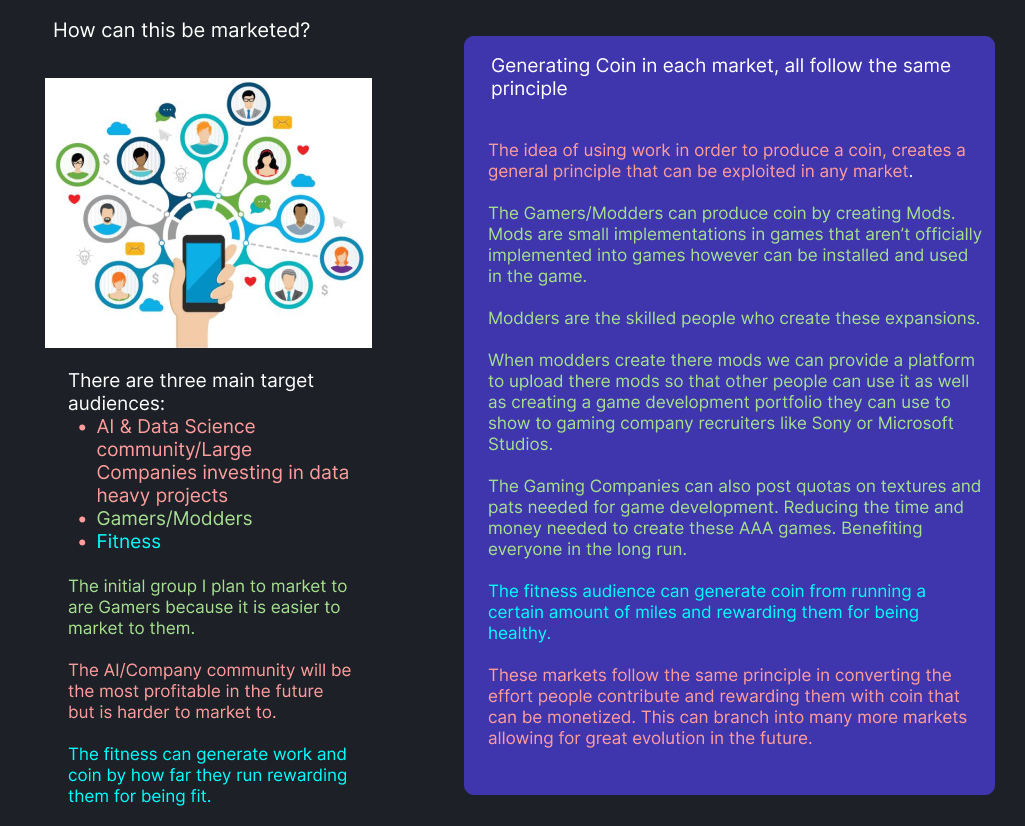 How can this be marketed?
There are three main target
audiences:
• AI & Data Science
community/Large
Companies investing in data
heavy projects
• Gamers/Modders
• Fitness
The initial group I plan to market to
are Gamers because it is easier to
market to them.
The AI/Company community will be
the most profitable in the future
but is harder to market to.
The fitness can generate work and
coin by how far they run rewarding
them for being fit.
Generating Coin in each market, all follow the same
principle
The idea of using work in order to produce a coin, creates a
general principle that can be exploited in any market.
The Gamers/Modders can produce coin by creating Mods.
Mods are small implementations in games that aren’t officially
implemented into games however can be installed and used
in the game.
Modders are the skilled people who create these expansions.
When modders create there mods we can provide a platform
to upload there mods so that other people can use it as well
as creating a game development portfolio they can use to
show to gaming company recruiters like Sony or Microsoft
Studios.
The Gaming Companies can also post quotas on textures and
pats needed for game development. Reducing the time and
money needed to create these AAA games. Benefiting
everyone in the long run.
The fitness audience can generate coin from running a
certain amount of miles and rewarding them for being
healthy.
These markets follow the same principle in converting the
effort people contribute and rewarding them with coin that
can be monetized. This can branch into many more markets
allowing for great evolution in the future.